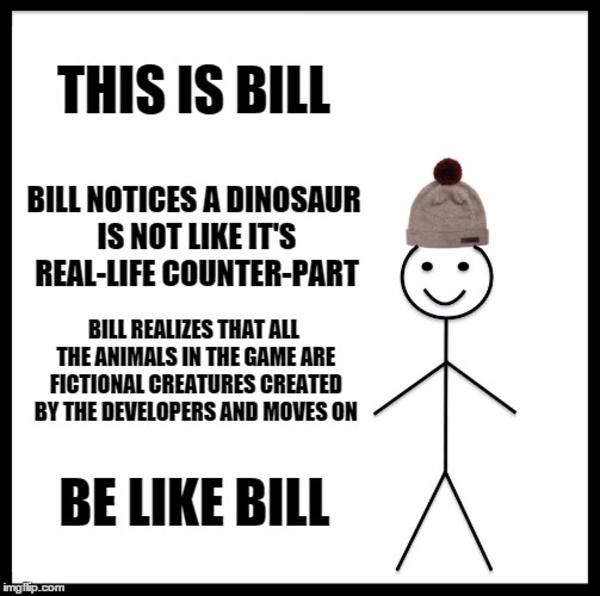 THIS IS BILL
BILL NOTICES A DINOSAUR
IS NOT LIKE IT'S
REAL-LIFE COUNTER-PART
BILL REALIZES THAT ALL
THE ANIMALS IN THE GAME ARE
FICTIONAL CREATURES CREATED
BY THE DEVELOPERS AND MOVES ON
BE LIKE BILL
imgflip.com